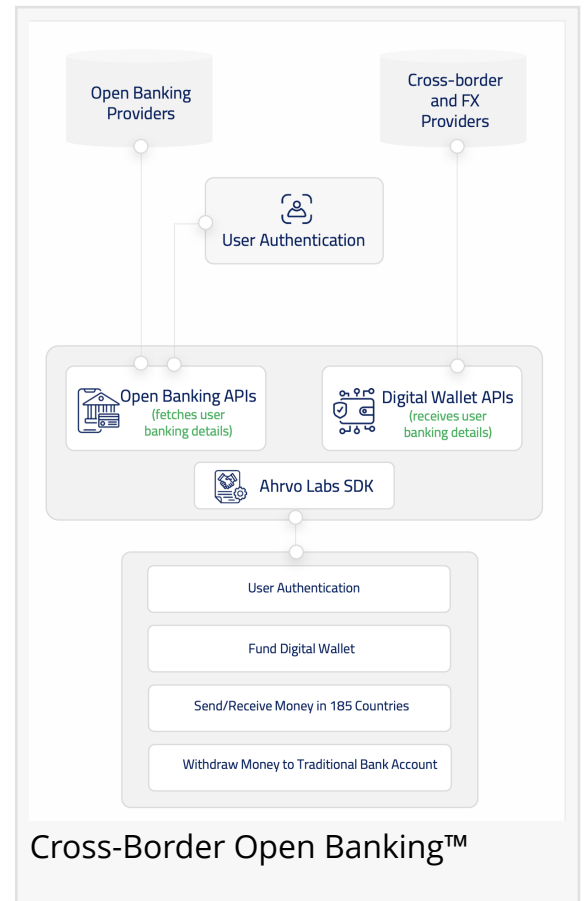 Open Banking
Providers
Cross-border
and FX
Providers
User Authentication
Open Banking APIs
(fetches user
banking details)
Digital Wallet APIs
(receives user
banking details)
Ahrvo Labs SDK
User Authentication
Fund Digital Wallet
Send/Receive Money in 185 Countries
Withdraw Money to Traditional Bank Account
Cross-Border Open Banking™